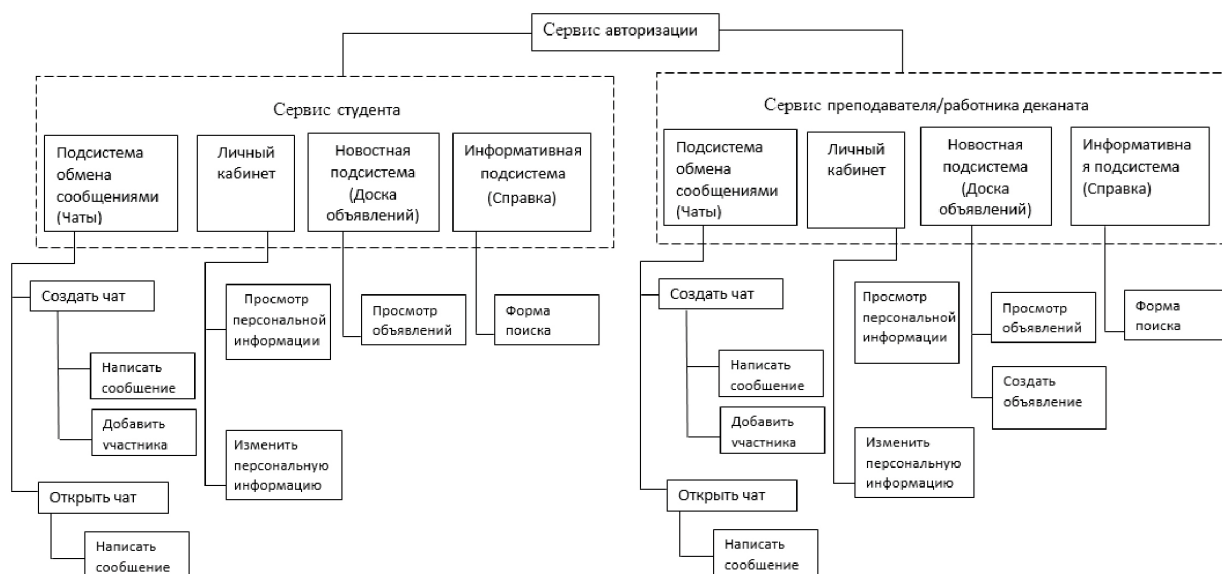 Сервис авторизации
Сервис студента
Подсистема
обмена
сообщениями
(Чаты)
Личный
кабинет
Новостная
подсистема
(Доска
объявлений)
Информативная
подсистема
(Справка)
Создать чат
Написать
сообщение
Добавить
участника
Открыть чат
Написать
сообщение
Просмотр
персональной
информации
Изменить
персональную
информацию
Просмотр
объявлений
Форма
поиска
Сервис преподавателя/работника деканата
Подсистема
обмена
сообщениями
(Чаты)
Личный
кабинет
Новостная
подсистема
(Доска
объявлений)
Информативна
я подсистема
(Справка)
Создать чат
Написать
сообщение
Добавить
участника
Открыть чат
Написать
сообщение
Просмотр
персональной
информации
Изменить
персональную
информацию
Просмотр
объявлений
Создать
объявление
Форма
поиска